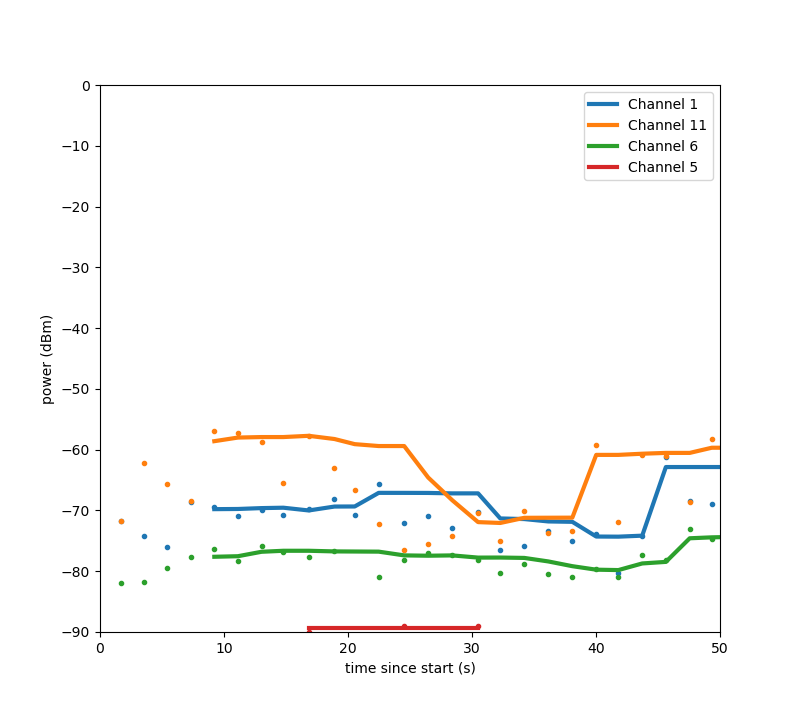 0
−10
−20
−30
−40
−50
−60
−70
−80
−90
power (dBm)
0 10 20 30 40 50
time since start (s)
Channel 1
Channel 11
Channel 6
Channel 5